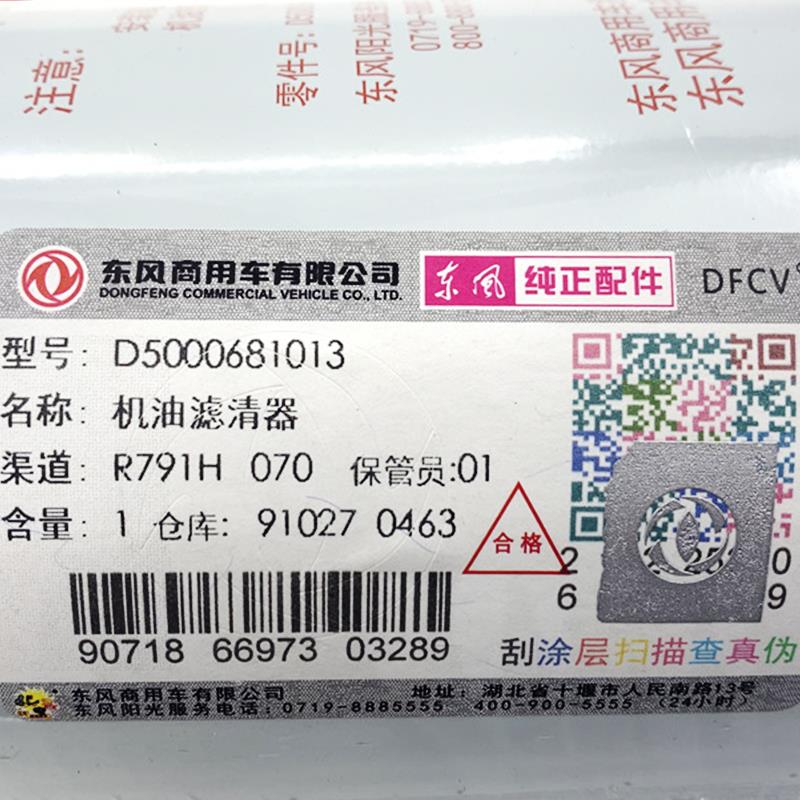 注意:
零件号:
东风阳光服务
0719-
800-
东风商用车
东风商用车
东风商用车有限公司
DONGFENG COMMERCIAL VEHICLE CO., LTD.
东风 纯正配件
DFCV
型号: D5000681013
名称: 机油滤清器
渠道: R791H 070 保管员:01
含量: 1 仓库: 91027 0463
合格
90718 66973 03289
刮涂层扫描查真伪
东风商用车有限公司 地址: 湖北省十堰市人民南路13号
东风阳光服务电话: 0719-8885555 400-900-5555 (24小时)